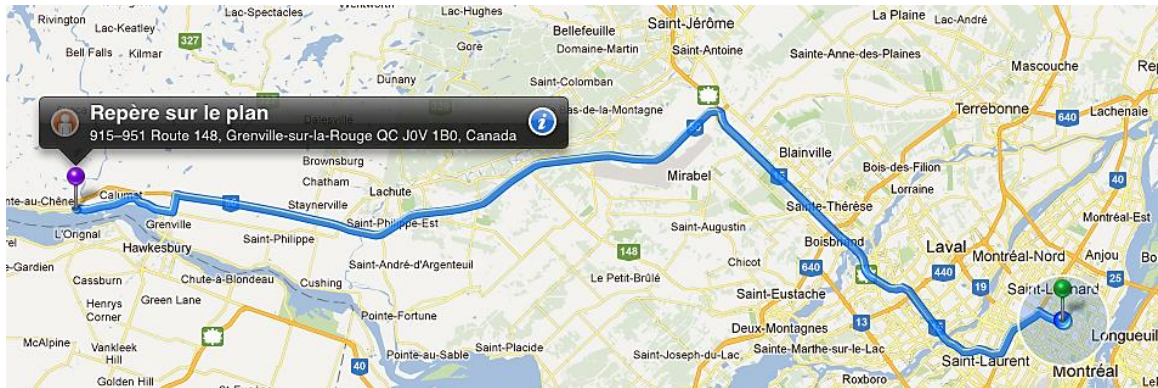 Rivington
Lac-Spectacles
Lac-Hughes
Saint-Jérôme
La Plaine
Lac-André
Lac-Keatley
Bellefeuille
Bell Falls
Kilmar
327
Gore
Domaine-Martin
Saint-Antoine
Sainte-Anne-des-Plaines
Mascouche
Dunany
Saint-Colomban
Repère sur le plan
915–951 Route 148, Grenville-sur-la-Rouge QC J0V 1B0, Canada
as-de-la-Montagne
Terrebonne
640
Lachenaie
Brownsburg
Blainville
Bois-des-Filion
Chatham
Lachute
Mirabel
Lorraine
40
Calumet
Staynerville
Sainte-Thérèse
Montréal-Est
Grenville
Saint-Philippe-Est
Saint-Augustin
L'Orignal
Saint-Philippe
Boisbriand
Laval
Hawkesbury
148
Montréal-Nord
Anjou
Chicot
Saint-André-d'Argenteuil
640
440
25
Cassburn
Chute-à-Blondeau
Cushing
Le Petit-Brûlé
19
Saint-Eustache
Henrys
Corner
Green Lane
Pointe-Fortune
13
Longueuil
Deux-Montagnes
McAlpine
Vankleek
Hill
Pointe-au-Sable
Saint-Placide
Saint-Joseph-du-Lac
Sainte-Marthe-sur-le-Lac
Saint-Laurent
40
Roxboro
Montréal
Golden Hill